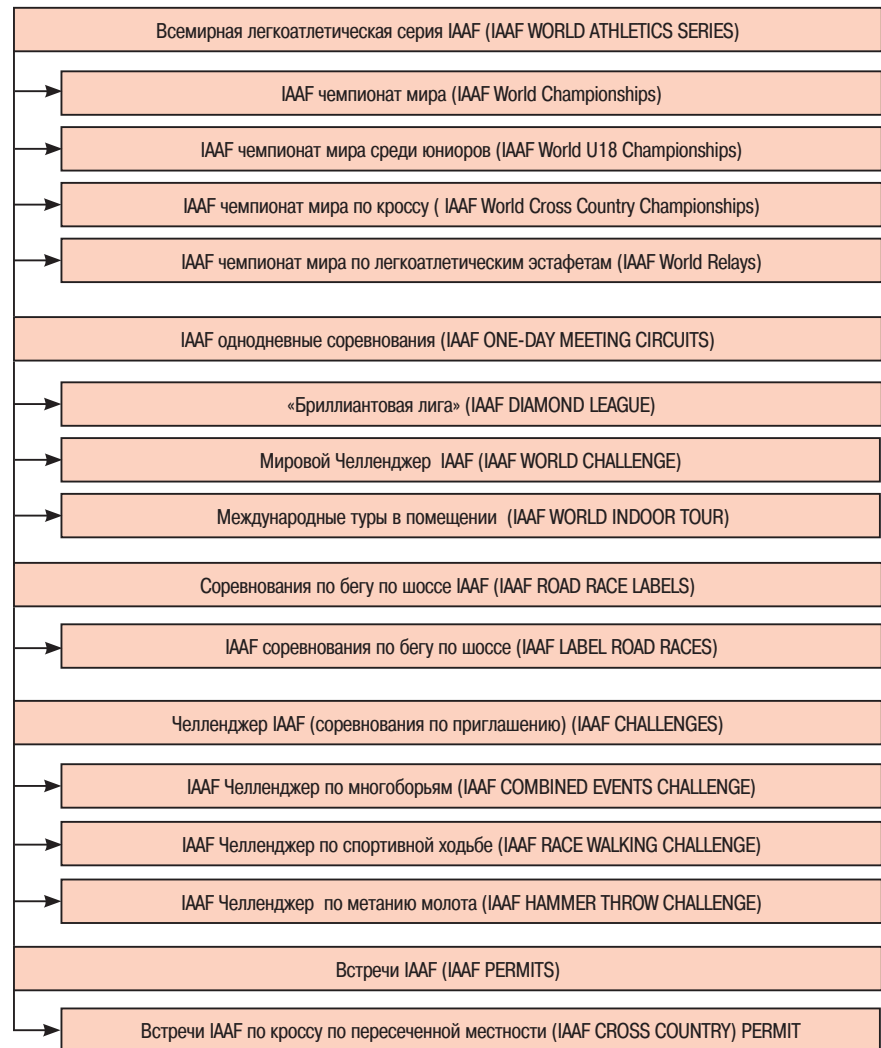 Всемирная легкоатлетическая серия IAAF (IAAF WORLD ATHLETICS SERIES)
IAAF чемпионат мира (IAAF World Championships)
IAAF чемпионат мира среди юниоров (IAAF World U18 Championships)
IAAF чемпионат мира по кроссу ( IAAF World Cross Country Championships)
IAAF чемпионат мира по легкоатлетическим эстафетам (IAAF World Relays)
IAAF однодневные соревнования (IAAF ONE-DAY MEETING CIRCUITS)
«Бриллиантовая лига» (IAAF DIAMOND LEAGUE)
Мировой Челленджер IAAF (IAAF WORLD CHALLENGE)
Международные туры в помещении (IAAF WORLD INDOOR TOUR)
Соревнования по бегу по шоссе IAAF (IAAF ROAD RACE LABELS)
IAAF соревнования по бегу по шоссе (IAAF LABEL ROAD RACES)
Челленджер IAAF (соревнования по приглашению) (IAAF CHALLENGES)
IAAF Челленджер по многоборьям (IAAF COMBINED EVENTS CHALLENGE)
IAAF Челленджер по спортивной ходьбе (IAAF RACE WALKING CHALLENGE)
IAAF Челленджер по метанию молота (IAAF HAMMER THROW CHALLENGE)
Встречи IAAF (IAAF PERMITS)
Встречи IAAF по кроссу по пересеченной местности (IAAF CROSS COUNTRY) PERMIT